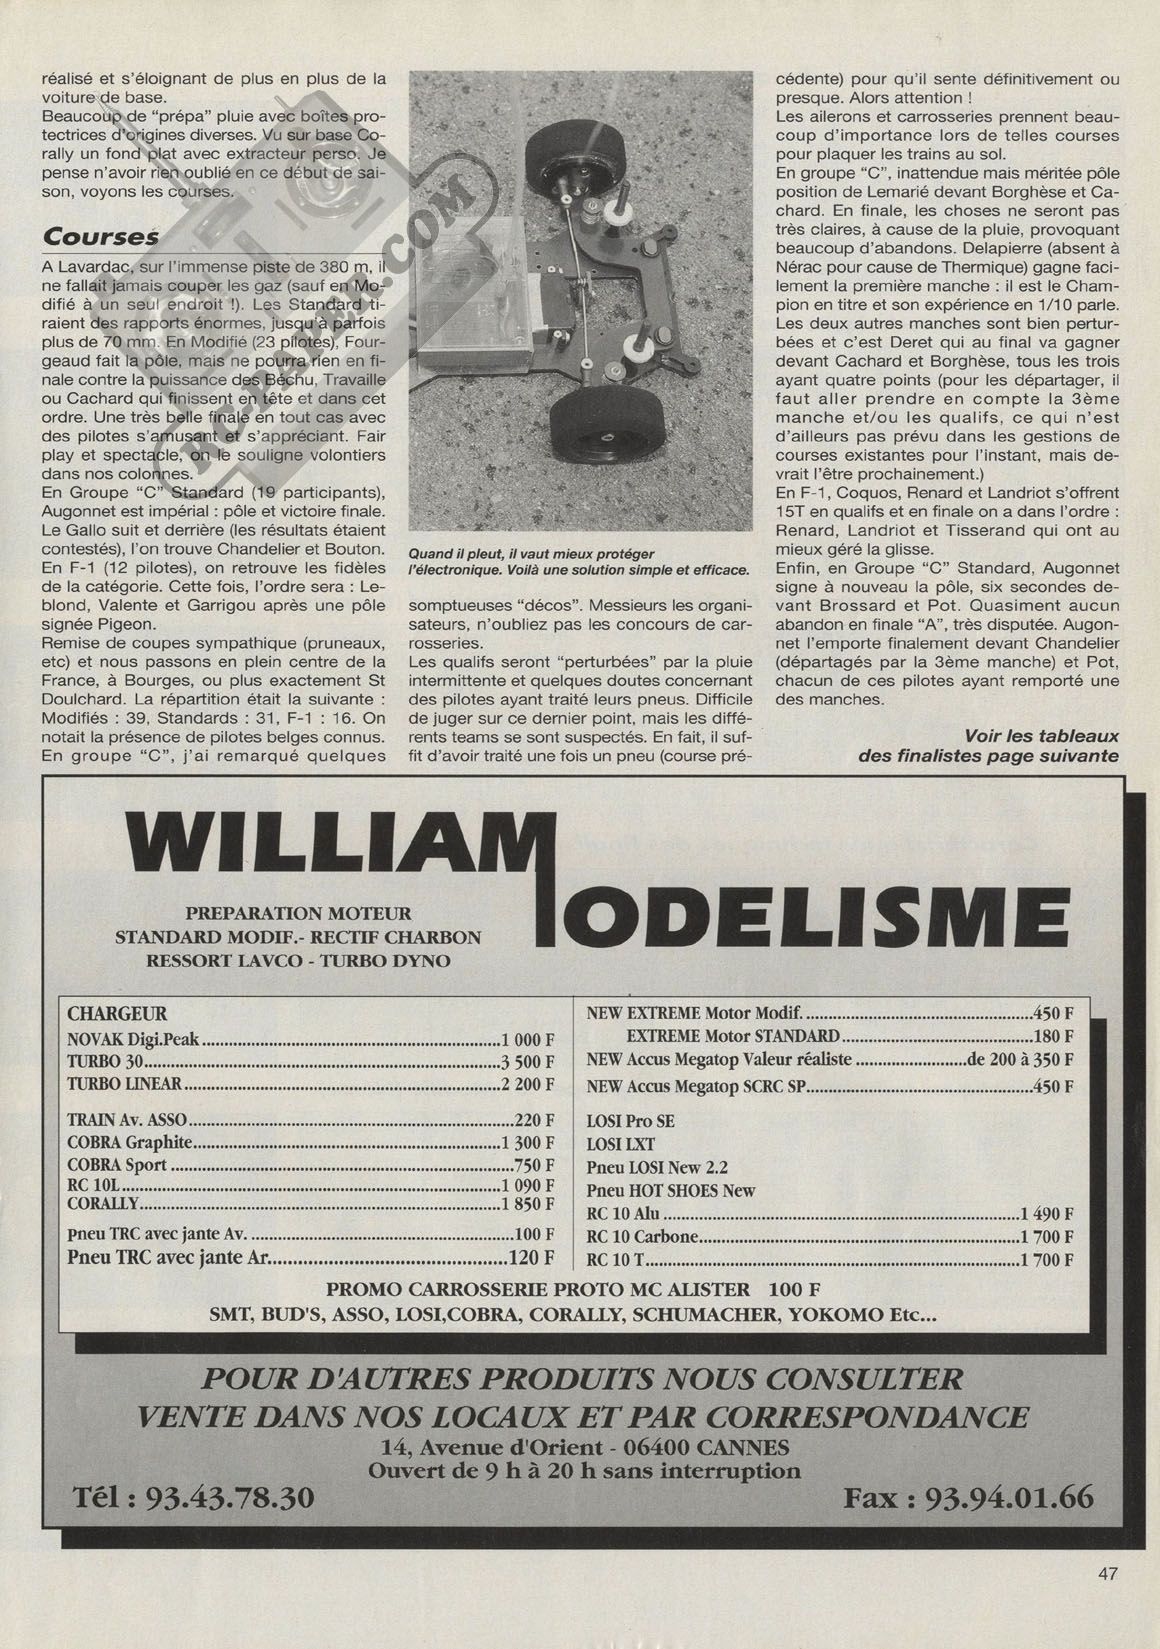 réalisé et s'éloignant de plus en plus de la
voiture de base.
Beaucoup de "prépa" pluie avec boîtes pro-
tectrices d'origines diverses. Vu sur base Co-
rally un fond plat avec extracteur perso. Je
pense n'avoir rien oublié en ce début de sai-
son, voyons les courses.
Courses
A Lavardac, sur l'immense piste de 380 m, il
ne fallait jamais couper les gaz (sauf en Mo-
difié à un seul endroit !). Les Standard ti-
raient des rapports énormes, jusqu'à parfois
plus de 70 mm. En Modifié (23 pilotes), Four-
geaud fait la pôle, mais ne pourra rien en fi-
nale contre la puissance des Béchu, Travaille
ou Cachard qui finissent en tête et dans cet
ordre. Une très belle finale en tout cas avec
des pilotes s'amusant et s'appréciant. Fair
play et spectacle, on le souligne volontiers
dans nos colonnes.
En Groupe "C" Standard (19 participants),
Augonnet est impérial : pôle et victoire finale.
Le Gallo suit et derrière (les résultats étaient
contestés), l'on trouve Chandelier et Bouton.
En F-1 (12 pilotes), on retrouve les fidèles
de la catégorie. Cette fois, l'ordre sera : Le-
blond, Valente et Garrigou après une pôle
signée Pigeon.
Remise de coupes sympathique (pruneaux,
etc) et nous passons en plein centre de la
France, à Bourges, ou plus exactement St
Doulchard. La répartition était la suivante :
Modifiés : 39, Standards : 31, F-1 : 16. On
notait la présence de pilotes belges connus.
En groupe "C", j'ai remarqué quelques
Quand il pleut, il vaut mieux protéger
l'électronique. Voilà une solution simple et efficace.
somptueuses "décos". Messieurs les organi-
sateurs, n'oubliez pas les concours de car-
rosseries.
Les qualifs seront "perturbées" par la pluie
intermittente et quelques doutes concernant
des pilotes ayant traité leurs pneus. Difficile
de juger sur ce dernier point, mais les diffé-
rents teams se sont suspectés. En fait, il suf-
fit d'avoir traité une fois un pneu (course pré-
cédente) pour qu'il sente définitivement ou
presque. Alors attention !
Les ailerons et carrosseries prennent beau-
coup d'importance lors de telles courses
pour plaquer les trains au sol.
En groupe "C", inattendue mais méritée pôle
position de Lemarié devant Borghèse et Ca-
chard. En finale, les choses ne seront pas
très claires, à cause de la pluie, provoquant
beaucoup d'abandons. Delapierre (absent à
Nérac pour cause de Thermique) gagne faci-
lement la première manche : il est le Cham-
pion en titre et son expérience en 1/10 parle.
Les deux autres manches sont bien pertur-
bées et c'est Deret qui au final va gagner
devant Cachard et Borghèse, tous les trois
ayant quatre points (pour les départager, il
faut aller prendre en compte la 3ème
manche et/ou les qualifs, ce qui n'est
d'ailleurs pas prévu dans les gestions de
courses existantes pour l'instant, mais de-
vrait l'être prochainement.)
En F-1, Coquos, Renard et Landriot s'offrent
15T en qualifs et en finale on a dans l'ordre :
Renard, Landriot et Tisserand qui ont au
mieux géré la glisse.
Enfin, en Groupe "C" Standard, Augonnet
signe à nouveau la pôle, six secondes de-
vant Brossard et Pot. Quasiment aucun
abandon en finale "A", très disputée. Augon-
net l'emporte finalement devant Chandelier
(départagés par la 3ème manche) et Pot,
chacun de ces pilotes ayant remporté une
des manches.
Voir les tableaux
des finalistes page suivante
RC-PAPER.COM
WILLIAM
MODELISME
PREPARATION MOTEUR
STANDARD MODIF.- RECTIF CHARBON
RESSORT LAVCO - TURBO DYNO
CHARGEUR
NOVAK Digi.Peak 1 000 F
TURBO 30 3 500 F
TURBO LINEAR 2 200 F
TRAIN Av. ASSO 220 F
COBRA Graphite 1 300 F
COBRA Sport 750 F
RC 10L 1 090 F
CORALLY 1 850 F
Pneu TRC avec jante Av. 100 F
Pneu TRC avec jante Ar. 120 F
NEW EXTREME Motor Modif. 450 F
EXTREME Motor STANDARD 180 F
NEW Accus Megatop Valeur réaliste de 200 à 350 F
NEW Accus Megatop SCRC SP 450 F
LOSI Pro SE
LOSI LXT
Pneu LOSI New 2.2
Pneu HOT SHOES New
RC 10 Alu 1 490 F
RC 10 Carbone 1 700 F
RC 10 T 1 700 F
PROMO CARROSSERIE PROTO MC ALISTER 100 F
SMT, BUD'S, ASSO, LOSI,COBRA, CORALLY, SCHUMACHER, YOKOMO Etc...
POUR D'AUTRES PRODUITS NOUS CONSULTER
VENTE DANS NOS LOCAUX ET PAR CORRESPONDANCE
14, Avenue d'Orient - 06400 CANNES
Ouvert de 9 h à 20 h sans interruption
Tél : 93.43.78.30
Fax : 93.94.01.66
47